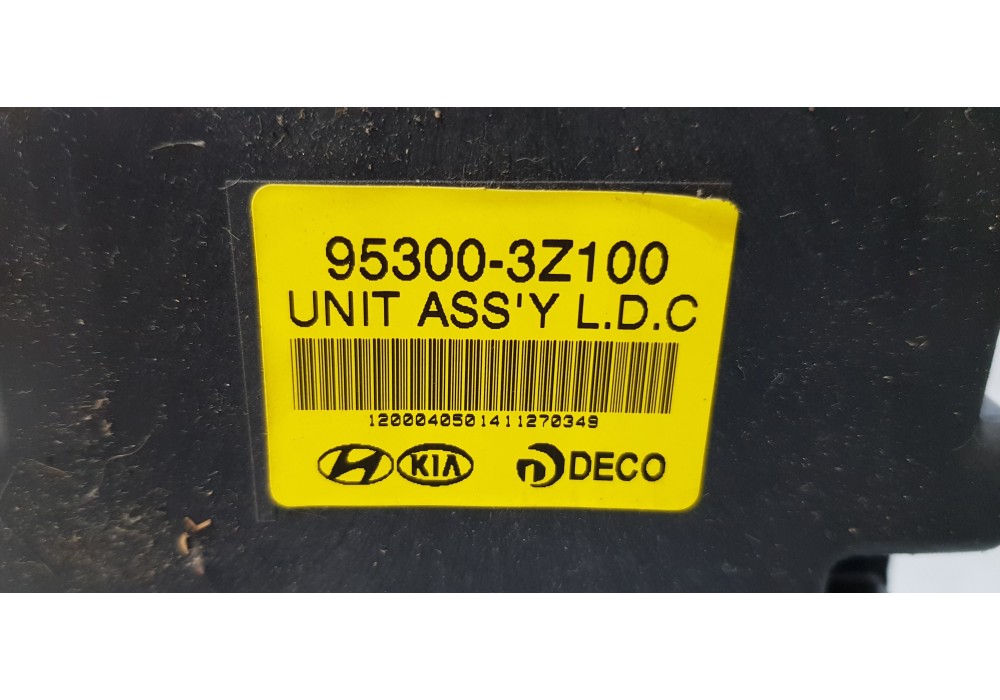 95300-3Z100
UNIT ASS'Y L.D.C
1200040501411270349
KIA DECO